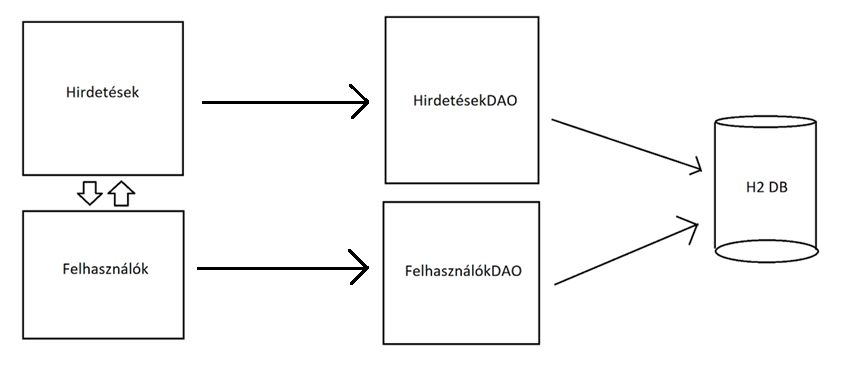 Hirdetések
HirdetésekDAO
H2 DB
Felhasználók
FelhasználókDAO